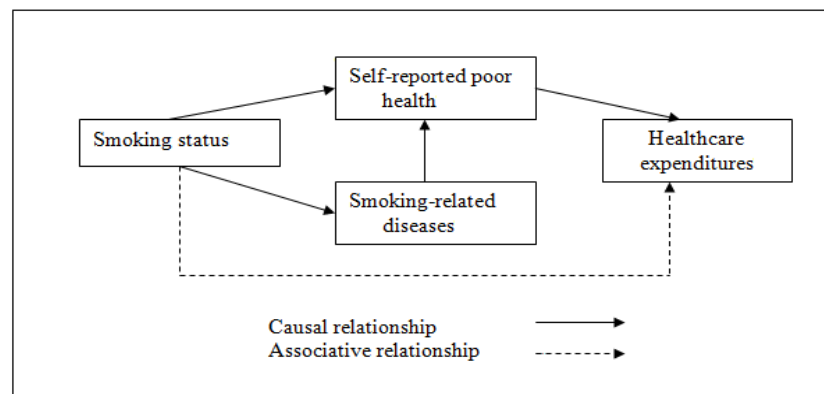 Self-reported poor
health
Smoking status
Healthcare
expenditures
Smoking-related
diseases
Causal relationship
Associative relationship